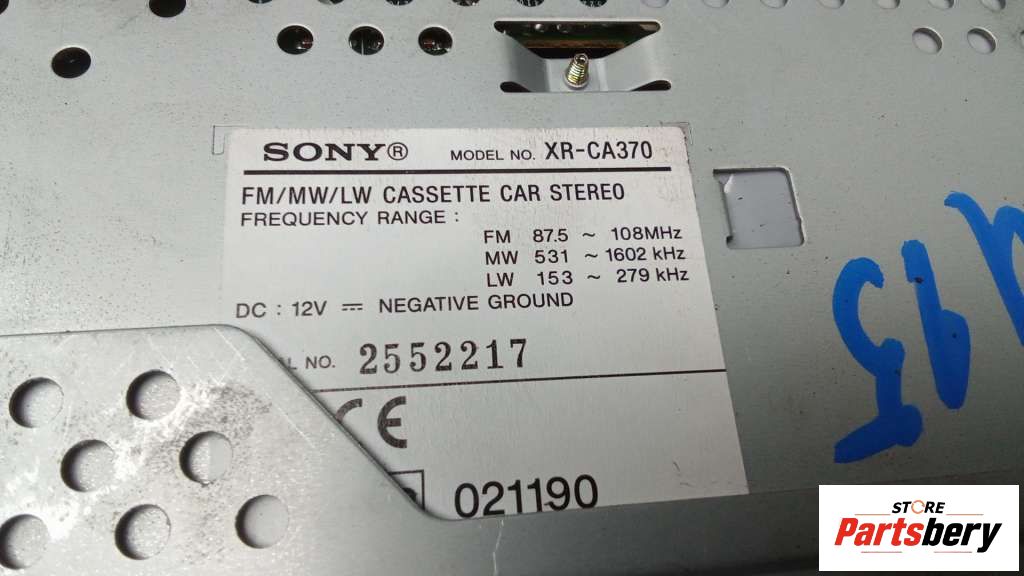 SONY® MODEL NO. XR-CA370
FM/MW/LW CASSETTE CAR STEREO
FREQUENCY RANGE :
FM 87.5 ~ 108MHz
MW 531 ~ 1602 kHz
LW 153 ~ 279 kHz
DC : 12V ⎓ NEGATIVE GROUND
L NO. 2552217
CE
021190
STORE
Partsbery